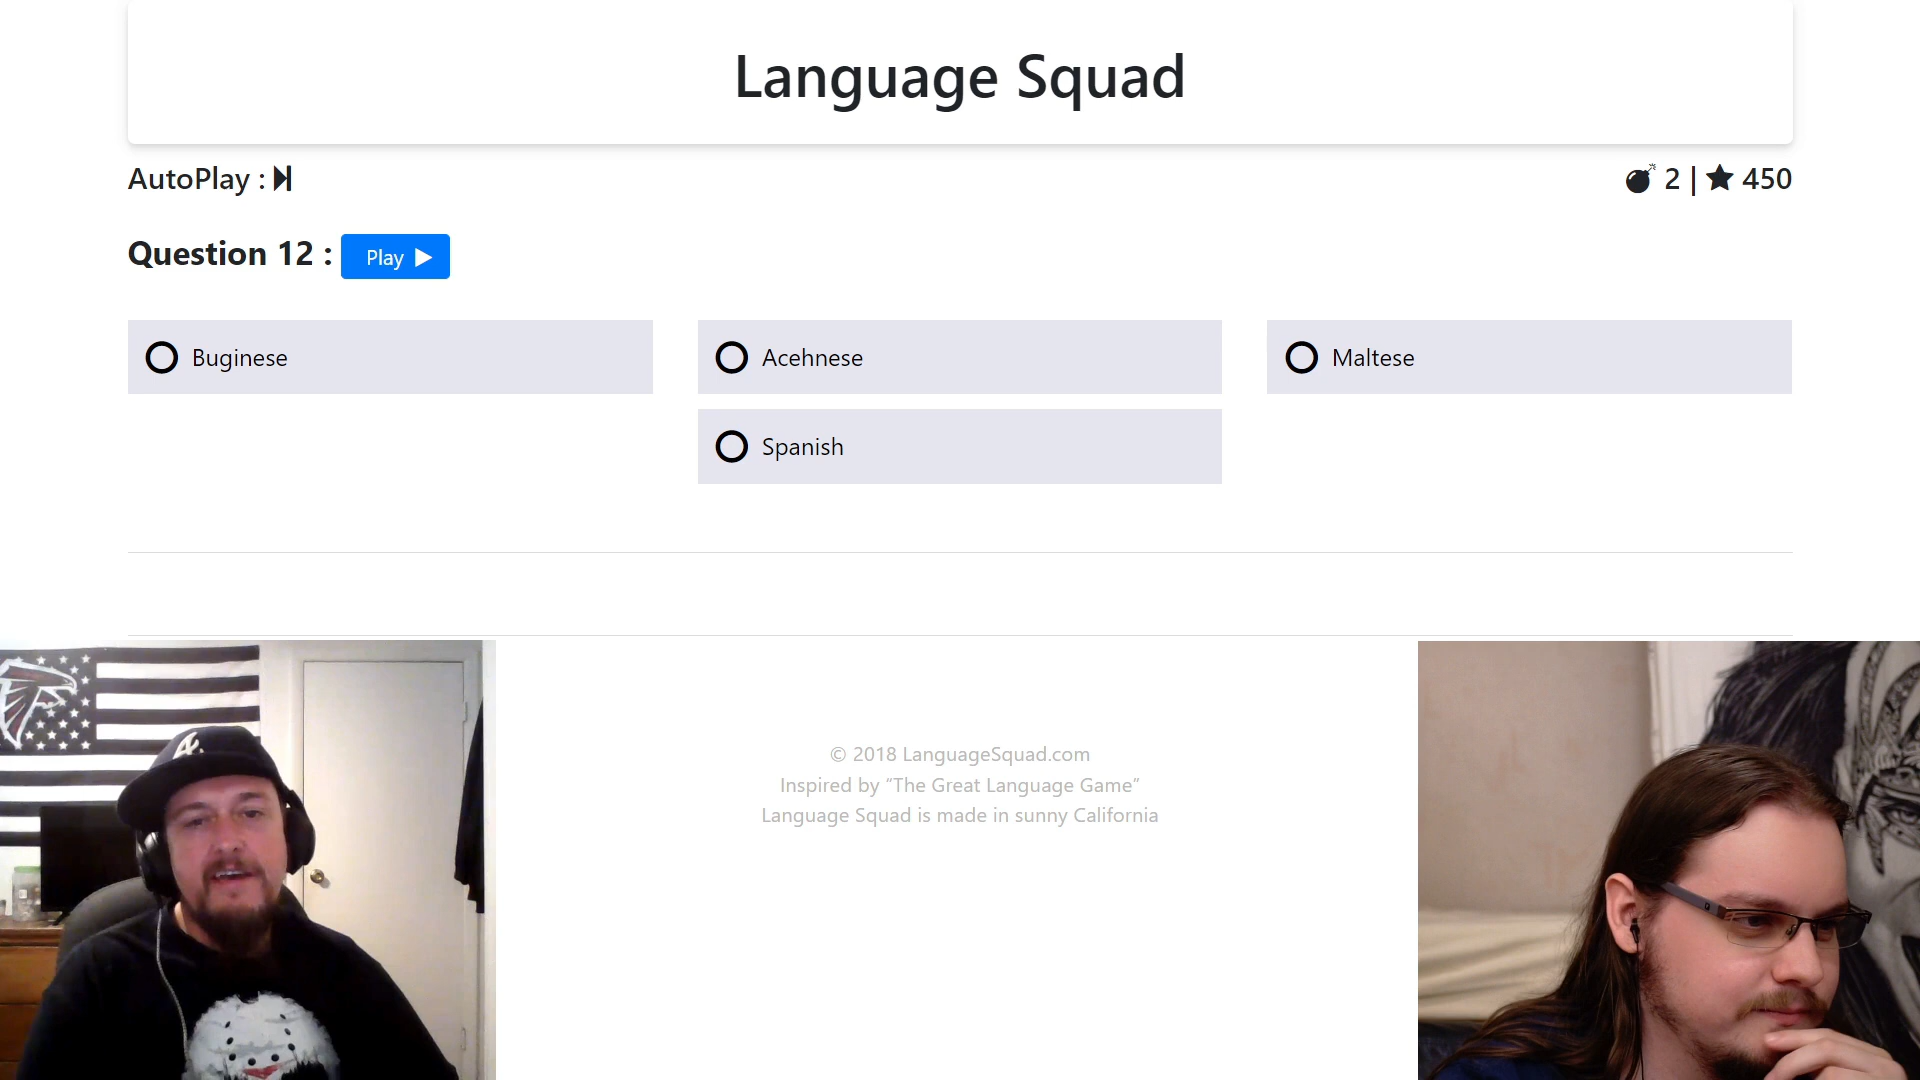 Language Squad
AutoPlay :
2 | 450
Question 12 : Play
Buginese
Acehnese
Maltese
Spanish
© 2018 LanguageSquad.com
Inspired by “The Great Language Game”
Language Squad is made in sunny California
A